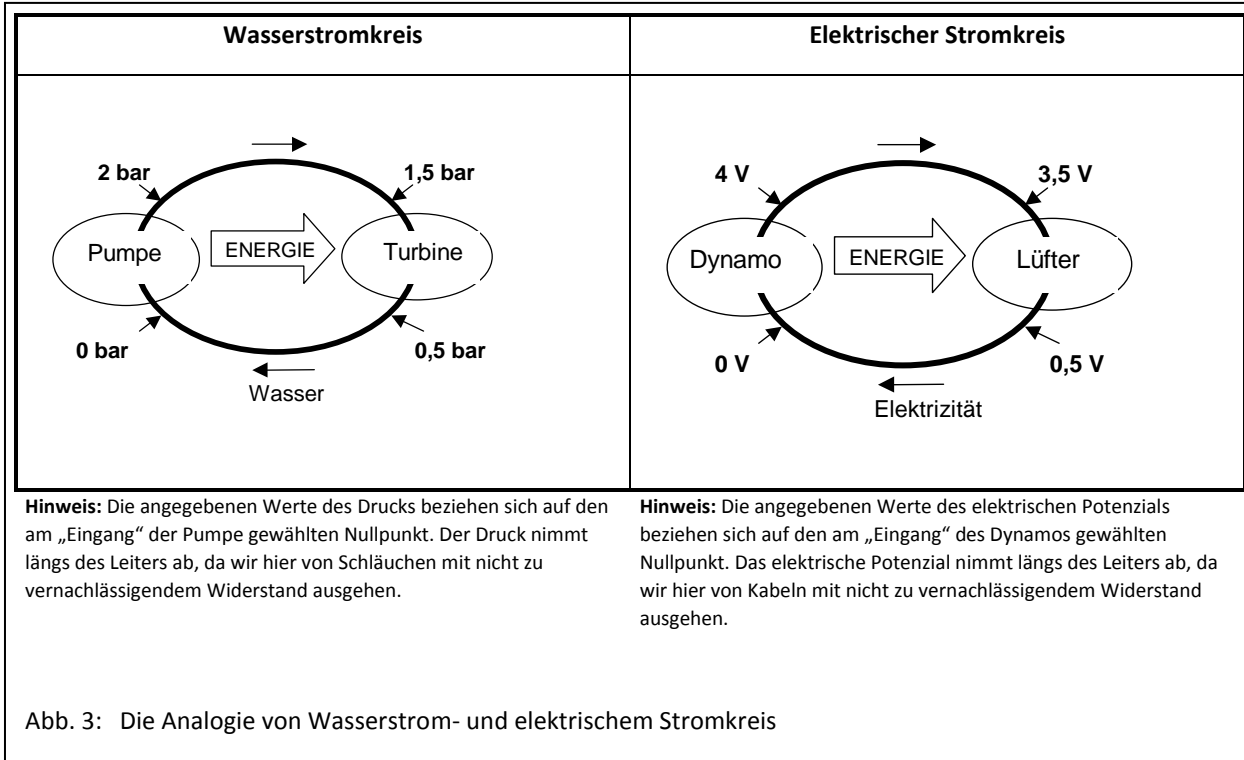 Wasserstromkreis
Elektrischer Stromkreis
2 bar
1,5 bar
Pumpe
ENERGIE
Turbine
0 bar
0,5 bar
Wasser
4 V
3,5 V
Dynamo
ENERGIE
Lüfter
0 V
0,5 V
Elektrizität
Hinweis: Die angegebenen Werte des Drucks beziehen sich auf den
am „Eingang“ der Pumpe gewählten Nullpunkt. Der Druck nimmt
längs des Leiters ab, da wir hier von Schläuchen mit nicht zu
vernachlässigendem Widerstand ausgehen.
Hinweis: Die angegebenen Werte des elektrischen Potenzials
beziehen sich auf den am „Eingang“ des Dynamos gewählten
Nullpunkt. Das elektrische Potenzial nimmt längs des Leiters ab, da
wir hier von Kabeln mit nicht zu vernachlässigendem Widerstand
ausgehen.
Abb. 3: Die Analogie von Wasserstrom- und elektrischem Stromkreis